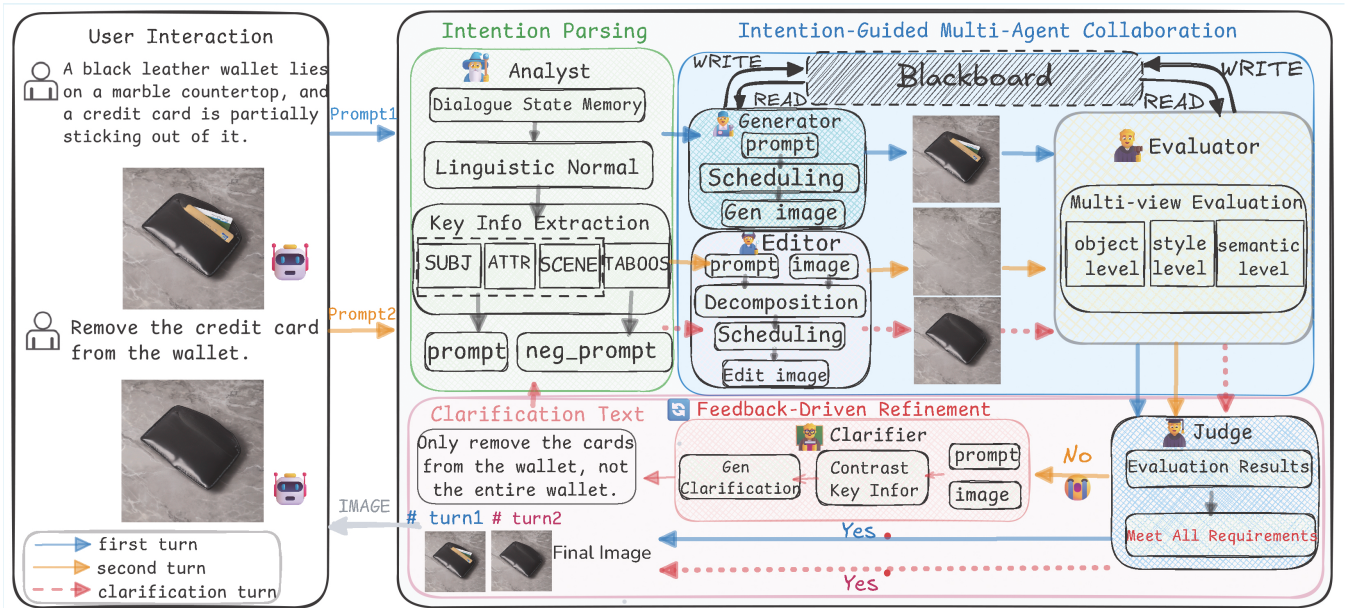 User Interaction
A black leather wallet lies
on a marble countertop, and
a credit card is partially
sticking out of it.
Prompt1
Remove the credit card
from the wallet.
Prompt2
first turn
second turn
clarification turn
Intention Parsing
Analyst
Dialogue State Memory
Linguistic Normal
Key Info Extraction
SUBJ
ATTR
SCENE
TABOOS
prompt
neg_prompt
Intention-Guided Multi-Agent Collaboration
WRITE
READ
Blackboard
WRITE
READ
Generator
prompt
Scheduling
Gen image
Editor
prompt
image
Decomposition
Scheduling
Edit image
Evaluator
Multi-view Evaluation
object
level
style
level
semantic
level
Clarification Text
Only remove the cards
from the wallet, not
the entire wallet.
Feedback-Driven Refinement
Clarifier
prompt
image
Contrast
Key Infor
Gen
Clarification
No
Judge
Evaluation Results
Meet All Requirements
Yes
Yes
IMAGE
# turn1
# turn2
Final Image